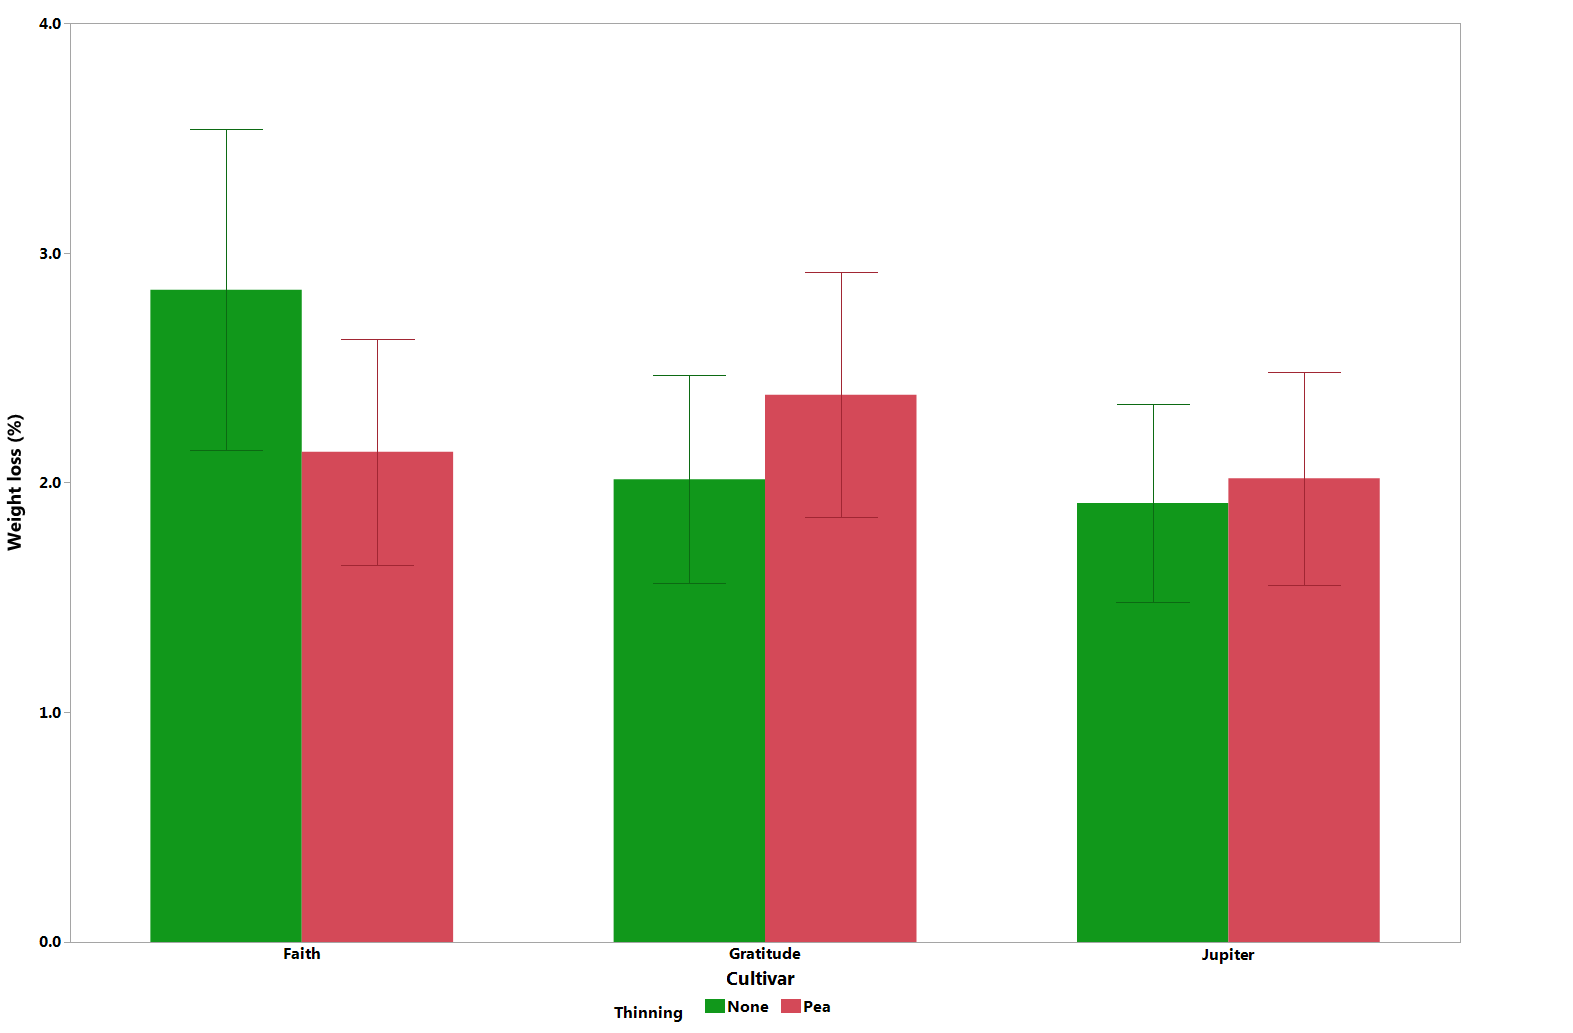 4.0
3.0
2.0
1.0
0.0
Weight loss (%)
Faith Gratitude Jupiter
Cultivar
Thinning None Pea